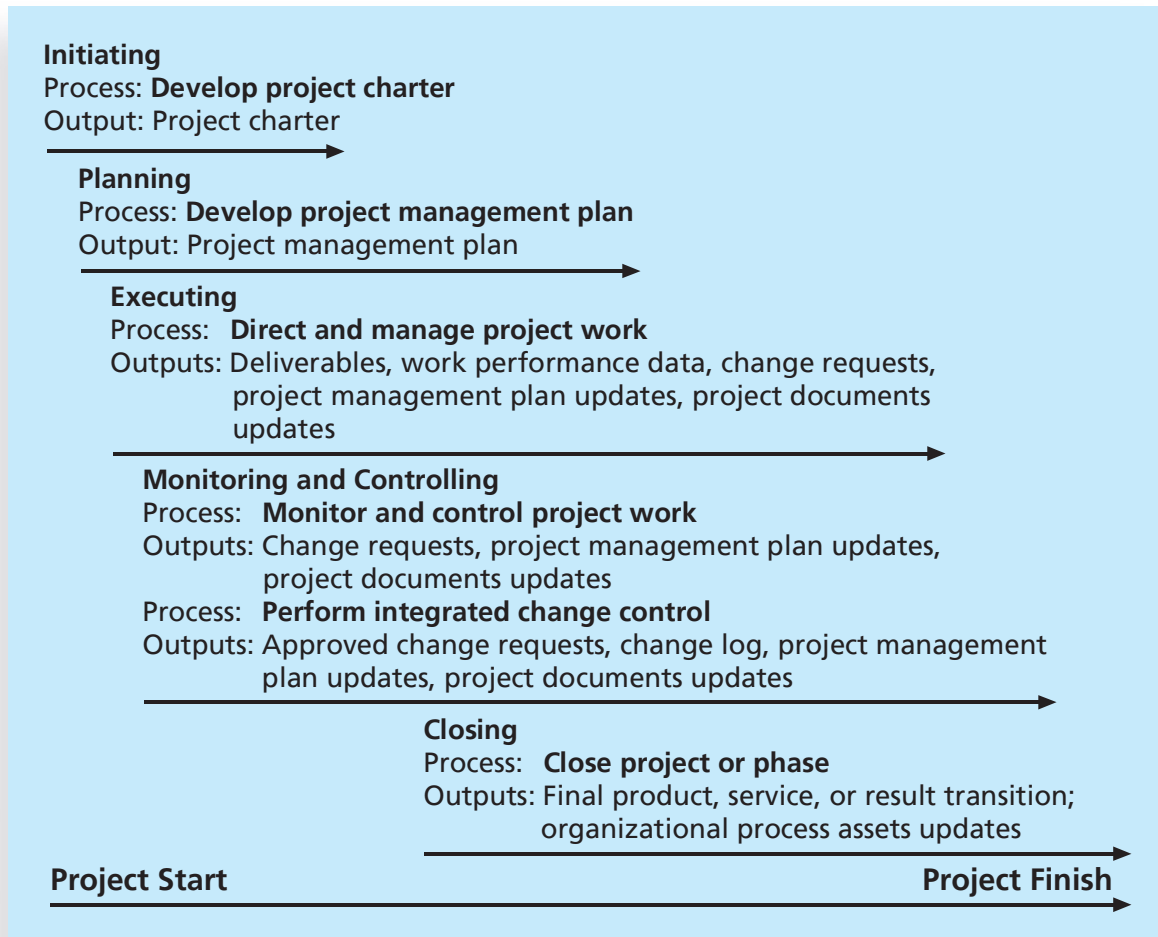 Initiating
Process: Develop project charter
Output: Project charter
Planning
Process: Develop project management plan
Output: Project management plan
Executing
Process: Direct and manage project work
Outputs: Deliverables, work performance data, change requests,
project management plan updates, project documents
updates
Monitoring and Controlling
Process: Monitor and control project work
Outputs: Change requests, project management plan updates,
project documents updates
Process: Perform integrated change control
Outputs: Approved change requests, change log, project management
plan updates, project documents updates
Closing
Process: Close project or phase
Outputs: Final product, service, or result transition;
organizational process assets updates
Project Start Project Finish